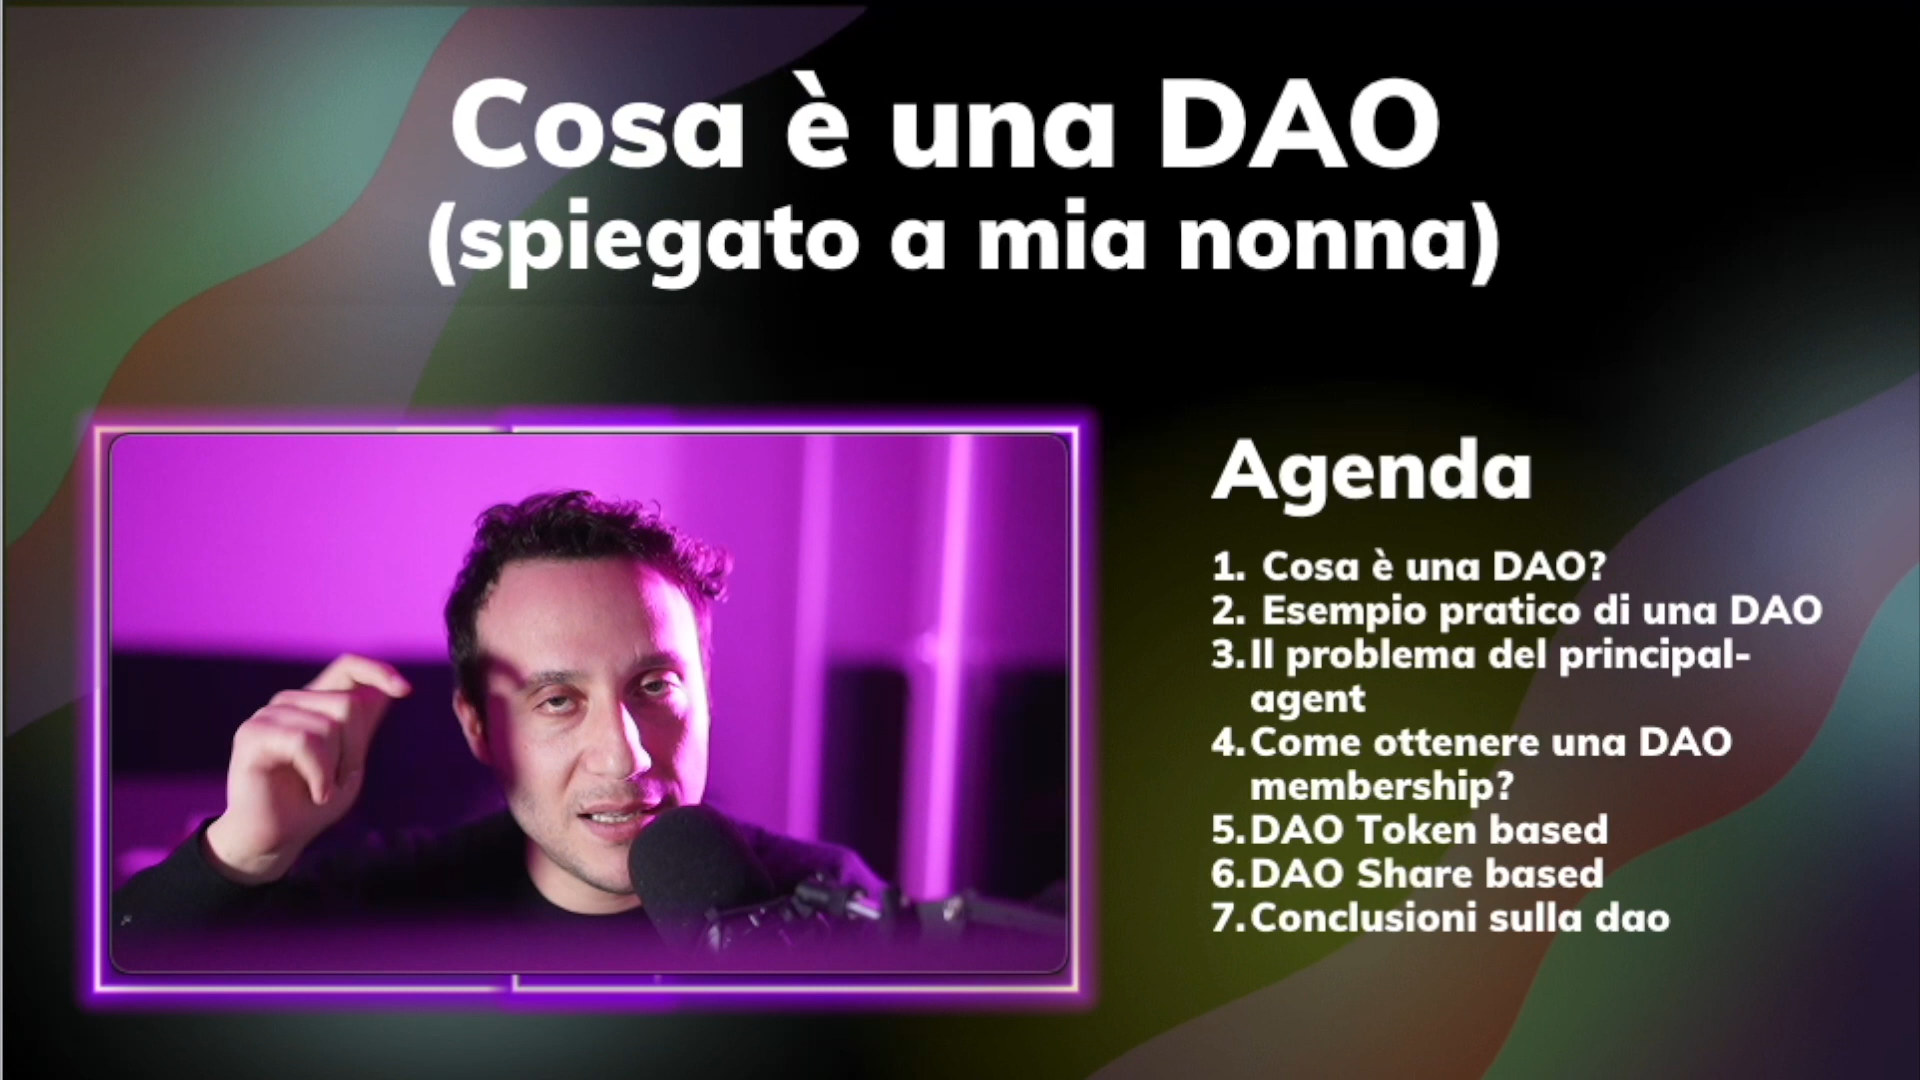 Cosa è una DAO
(spiegato a mia nonna)
Agenda
1. Cosa è una DAO?
2. Esempio pratico di una DAO
3. Il problema del principal-
agent
4. Come ottenere una DAO
membership?
5. DAO Token based
6. DAO Share based
7. Conclusioni sulla dao